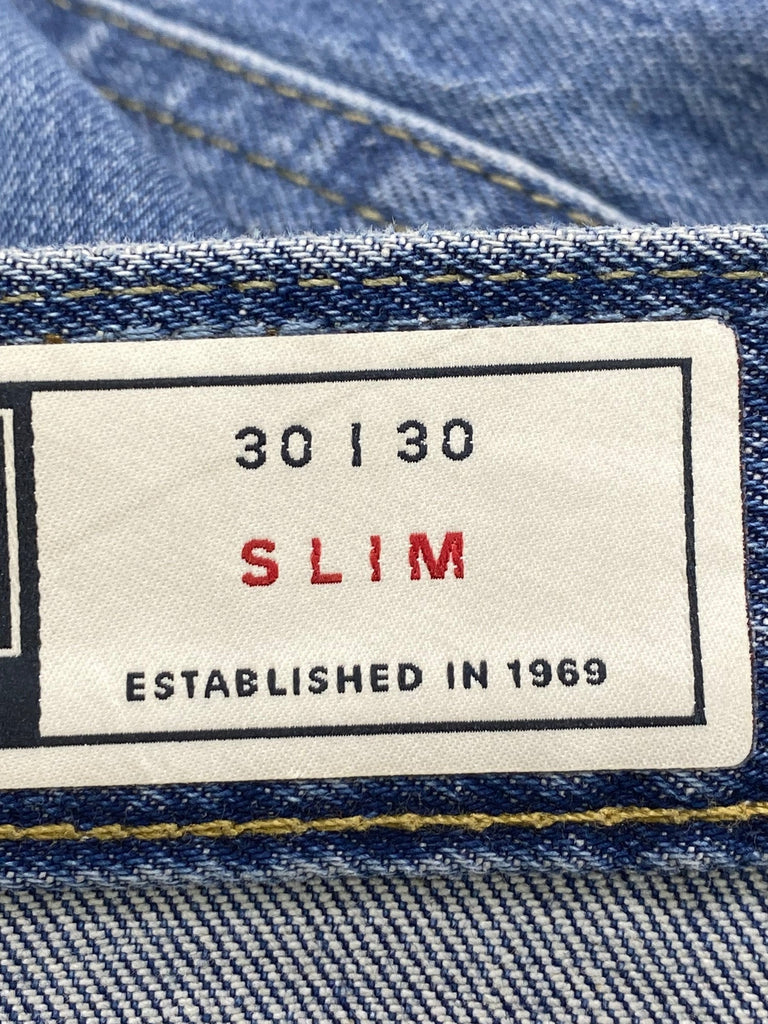 30 | 30
SLIM
ESTABLISHED IN 1969